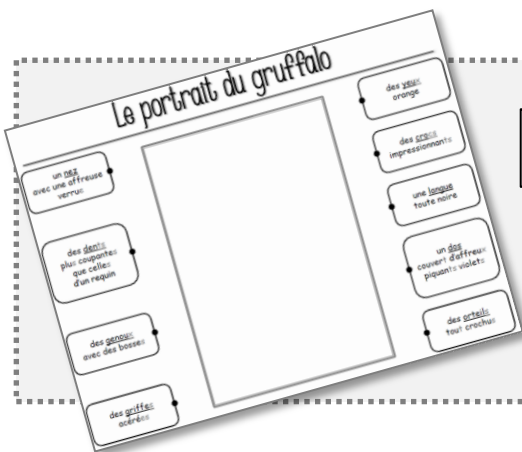 Le portrait du gruffalo
un nez
avec une affreuse
verrue
des dents
plus coupantes
que celles
d'un requin
des genoux
avec des bosses
des griffes
acérées
des yeux
orange
des crocs
impressionnants
une langue
toute noire
un dos
couvert d'affreux
piquants violets
des orteils
tout crochus